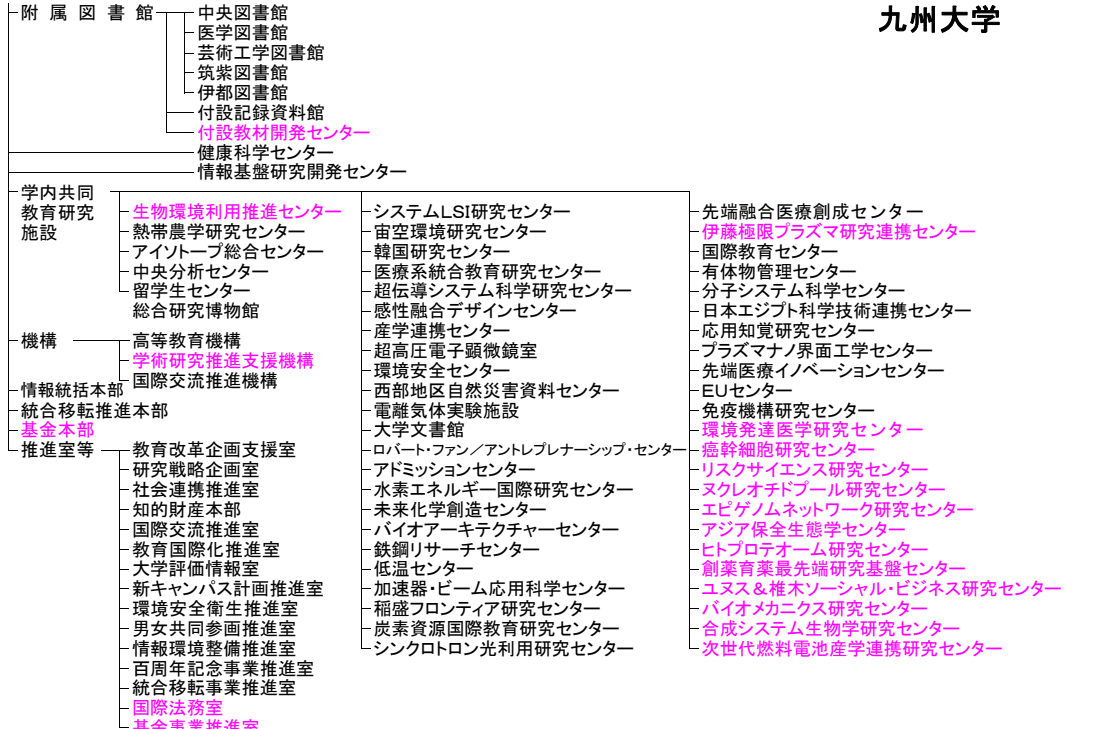 九州大学
附属図書館
中央図書館
医学図書館
芸術工学図書館
筑紫図書館
伊都図書館
付設記録資料館
付設教材開発センター
健康科学センター
情報基盤研究開発センター
学内共同
教育研究
施設
生物環境利用推進センター
熱帯農学研究センター
アイソトープ総合センター
中央分析センター
留学生センター
総合研究博物館
システムLSI研究センター
宙空環境研究センター
韓国研究センター
医療系統合教育研究センター
超伝導システム科学研究センター
感性融合デザインセンター
産学連携センター
超高圧電子顕微鏡室
環境安全センター
西部地区自然災害資料センター
電離気体実験施設
大学文書館
ロバート・ファン／アントレプレナーシップ・センター
アドミッションセンター
水素エネルギー国際研究センター
未来化学創造センター
バイオアーキテクチャーセンター
鉄鋼リサーチセンター
低温センター
加速器・ビーム応用科学センター
稲盛フロンティア研究センター
炭素資源国際教育研究センター
シンクロトロン光利用研究センター
先端融合医療創成センター
伊藤極限プラズマ研究連携センター
国際教育センター
有体物管理センター
分子システム科学センター
日本エジプト科学技術連携センター
応用知覚研究センター
プラズマナノ界面工学センター
先端医療イノベーションセンター
EUセンター
免疫機構研究センター
環境発達医学研究センター
癌幹細胞研究センター
リスクサイエンス研究センター
ヌクレオチドプール研究センター
エピゲノムネットワーク研究センター
アジア保全生態学センター
ヒトプロテオーム研究センター
創薬育薬最先端研究基盤センター
ユヌス＆椎木ソーシャル・ビジネス研究センター
バイオメカニクス研究センター
合成システム生物学研究センター
次世代燃料電池産学連携研究センター
機構
高等教育機構
学術研究推進支援機構
国際交流推進機構
情報統括本部
統合移転推進本部
基金本部
推進室等
教育改革企画支援室
研究戦略企画室
社会連携推進室
知的財産本部
国際交流推進室
教育国際化推進室
大学評価情報室
新キャンパス計画推進室
環境安全衛生推進室
男女共同参画推進室
情報環境整備推進室
百周年記念事業推進室
統合移転事業推進室
国際法務室
基金事業推進室